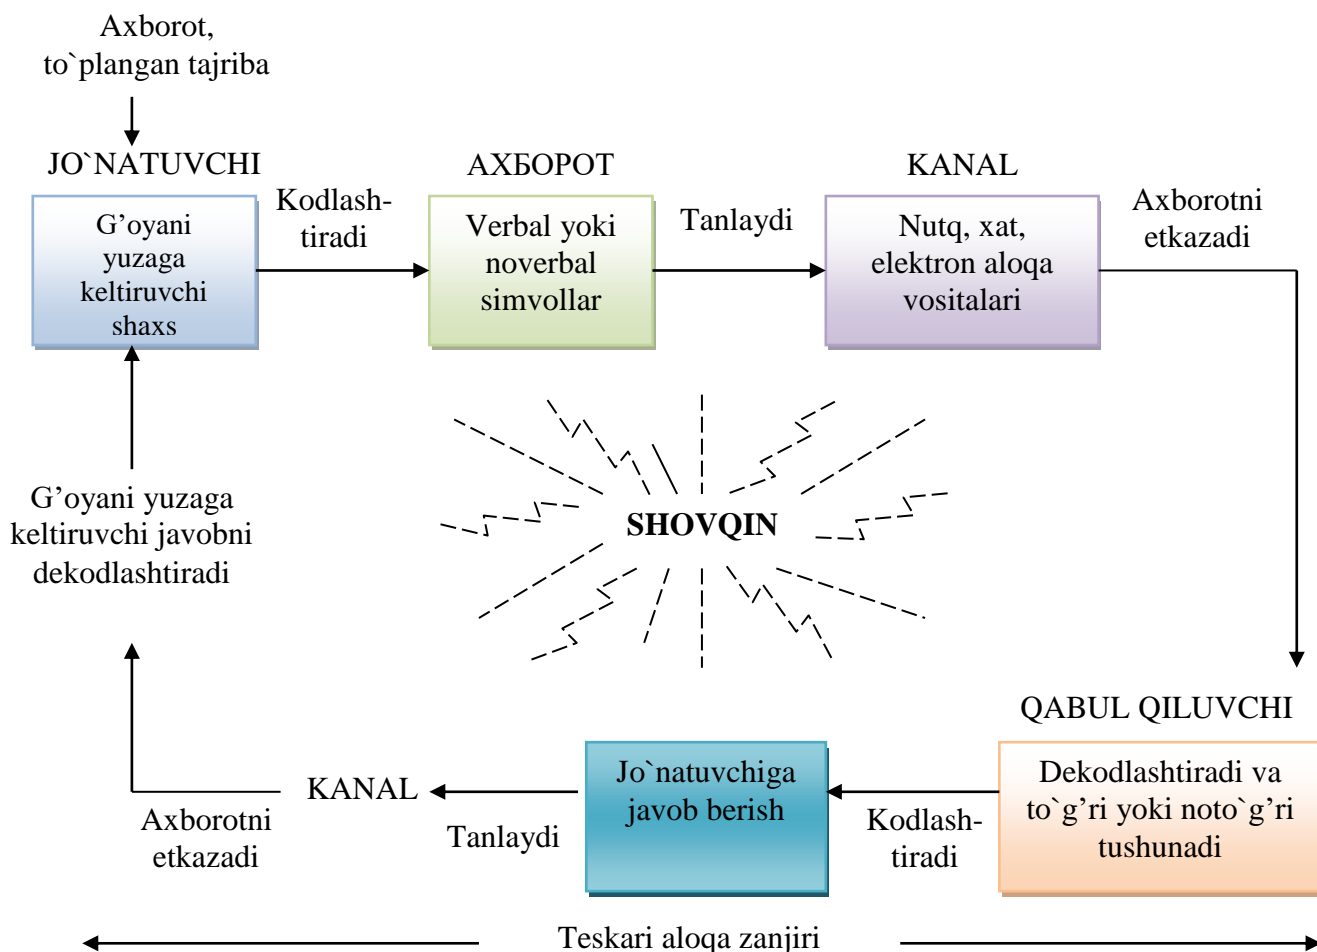 Axborot,
to`plangan tajriba
JO`NATUVCHI
G’oyani
yuzaga
keltiruvchi
shaxs
Kodlash-
tiradi
АХБОРОТ
Verbal yoki
noverbal
simvollar
Tanlaydi
KANAL
Nutq, xat,
elektron aloqa
vositalari
Axborotni
etkazadi
SHOVQIN
G’oyani yuzaga
keltiruvchi javobni
dekodlashtiradi
QABUL QILUVCHI
Dekodlashtiradi va
to`g’ri yoki noto`g’ri
tushunadi
Kodlash-
tiradi
Jo`natuvchiga
javob berish
Tanlaydi
KANAL
Axborotni
etkazadi
Teskari aloqa zanjiri